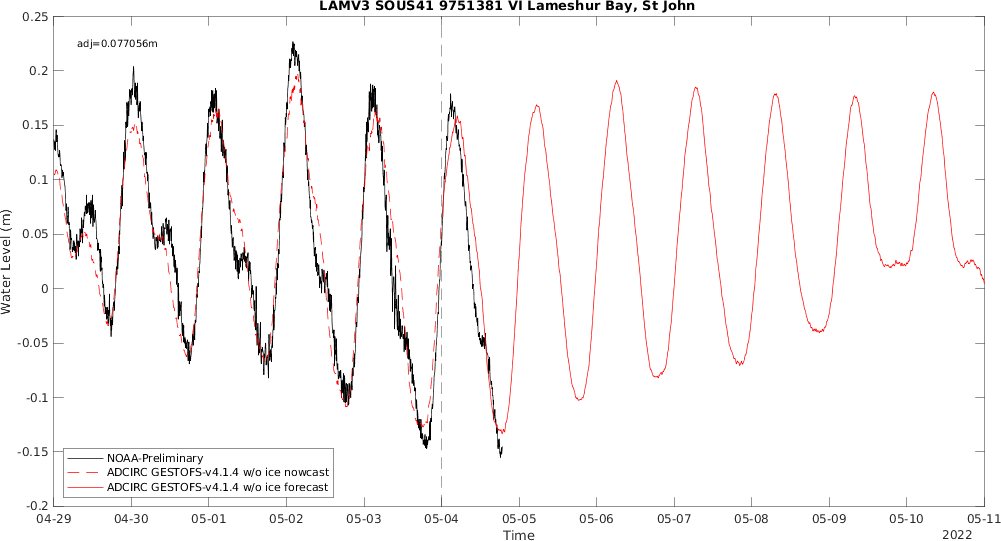 LAMV3 SOUS41 9751381 VI Lameshur Bay, St John
adj=0.077056m
Water Level (m)
0.25
0.2
0.15
0.1
0.05
0
-0.05
-0.1
-0.15
-0.2
NOAA-Preliminary
ADCIRC GESTOFS-v4.1.4 w/o ice nowcast
ADCIRC GESTOFS-v4.1.4 w/o ice forecast
04-29 04-30 05-01 05-02 05-03 05-04 05-05 05-06 05-07 05-08 05-09 05-10 05-11
Time
2022